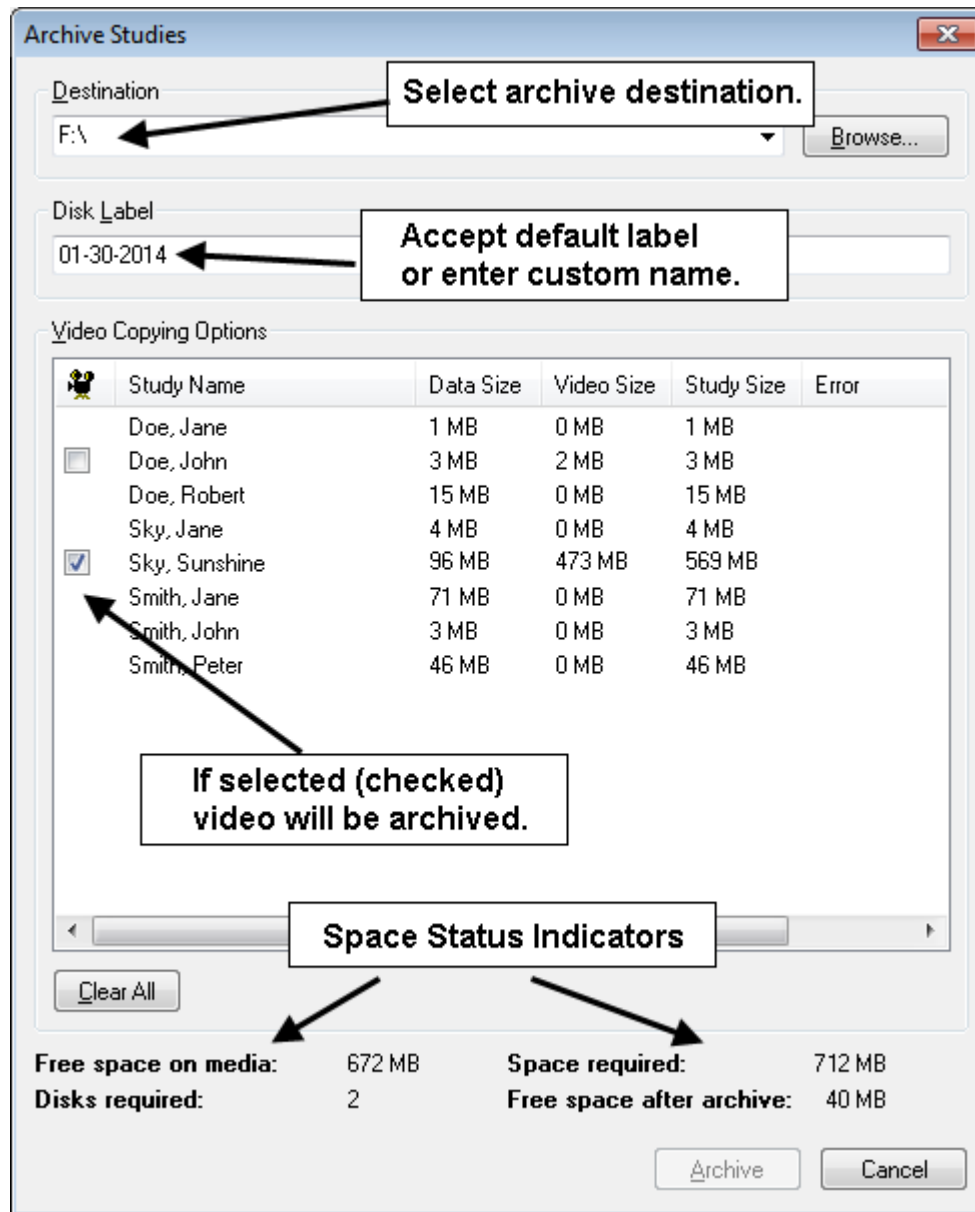 Archive Studies
Destination
Select archive destination.
F:\
Browse...
Disk Label
Accept default label
or enter custom name.
01-30-2014
Video Copying Options
Study Name Data Size Video Size Study Size Error
Doe, Jane 1 MB 0 MB 1 MB
Doe, John 3 MB 2 MB 3 MB
Doe, Robert 15 MB 0 MB 15 MB
Sky, Jane 4 MB 0 MB 4 MB
Sky, Sunshine 96 MB 473 MB 569 MB
Smith, Jane 71 MB 0 MB 71 MB
Smith, John 3 MB 0 MB 3 MB
Smith, Peter 46 MB 0 MB 46 MB
If selected (checked)
video will be archived.
Space Status Indicators
Clear All
Free space on media: 672 MB Space required: 712 MB
Disks required: 2 Free space after archive: 40 MB
Archive Cancel